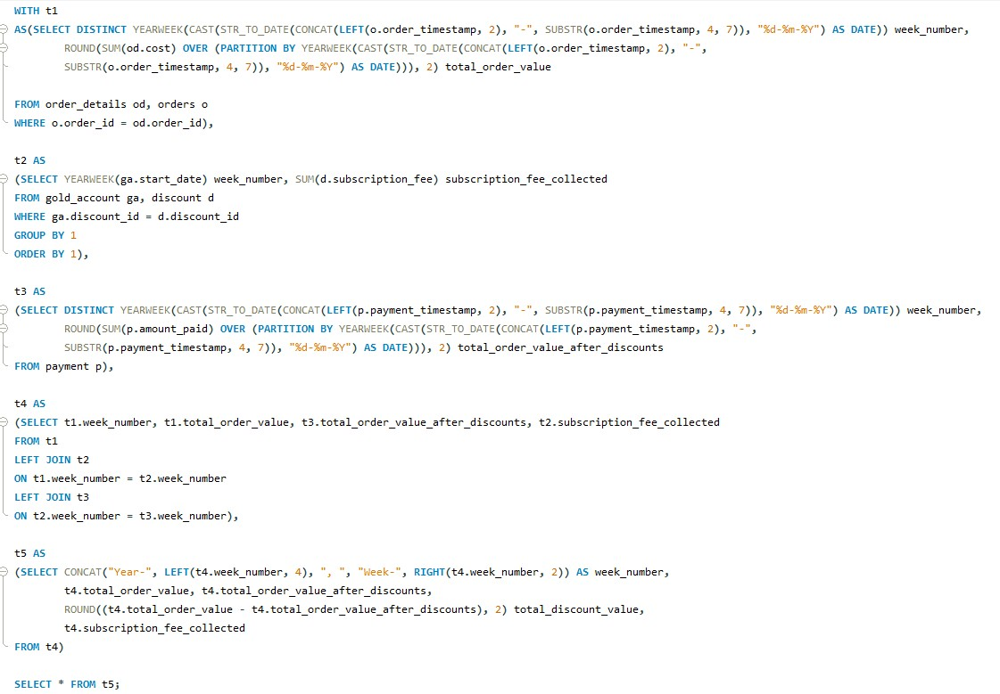 WITH t1
AS(SELECT DISTINCT YEARWEEK(CAST(STR_TO_DATE(CONCAT(LEFT(o.order_timestamp, 2), "-", SUBSTR(o.order_timestamp, 4, 7)), "%d-%m-%Y") AS DATE)) week_number,
ROUND(SUM(od.cost) OVER (PARTITION BY YEARWEEK(CAST(STR_TO_DATE(CONCAT(LEFT(o.order_timestamp, 2), "-",
SUBSTR(o.order_timestamp, 4, 7)), "%d-%m-%Y") AS DATE))), 2) total_order_value
FROM order_details od, orders o
WHERE o.order_id = od.order_id),
t2 AS
(SELECT YEARWEEK(ga.start_date) week_number, SUM(d.subscription_fee) subscription_fee_collected
FROM gold_account ga, discount d
WHERE ga.discount_id = d.discount_id
GROUP BY 1
ORDER BY 1),
t3 AS
(SELECT DISTINCT YEARWEEK(CAST(STR_TO_DATE(CONCAT(LEFT(p.payment_timestamp, 2), "-", SUBSTR(p.payment_timestamp, 4, 7)), "%d-%m-%Y") AS DATE)) week_number,
ROUND(SUM(p.amount_paid) OVER (PARTITION BY YEARWEEK(CAST(STR_TO_DATE(CONCAT(LEFT(p.payment_timestamp, 2), "-",
SUBSTR(p.payment_timestamp, 4, 7)), "%d-%m-%Y") AS DATE))), 2) total_order_value_after_discounts
FROM payment p),
t4 AS
(SELECT t1.week_number, t1.total_order_value, t3.total_order_value_after_discounts, t2.subscription_fee_collected
FROM t1
LEFT JOIN t2
ON t1.week_number = t2.week_number
LEFT JOIN t3
ON t2.week_number = t3.week_number),
t5 AS
(SELECT CONCAT("Year-", LEFT(t4.week_number, 4), ", ", "Week-", RIGHT(t4.week_number, 2)) AS week_number,
t4.total_order_value, t4.total_order_value_after_discounts,
ROUND((t4.total_order_value - t4.total_order_value_after_discounts), 2) total_discount_value,
t4.subscription_fee_collected
FROM t4)
SELECT * FROM t5;